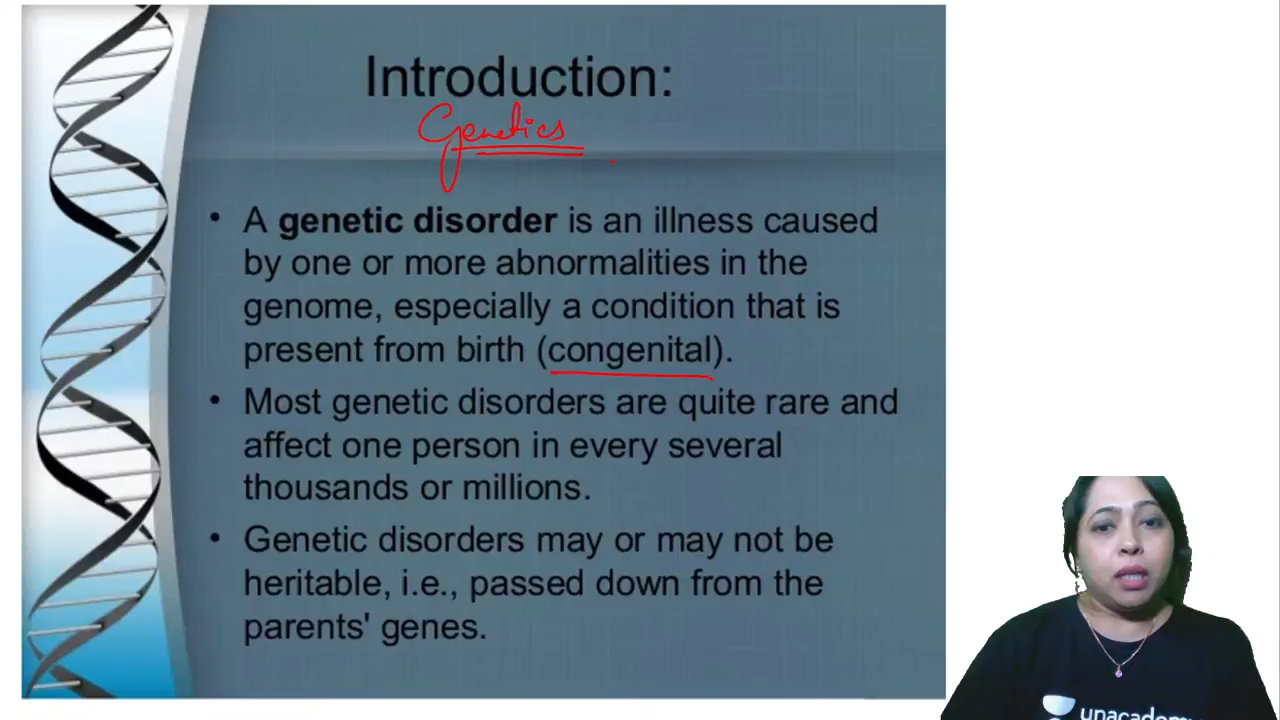 Introduction:
Genetics
• A genetic disorder is an illness caused
by one or more abnormalities in the
genome, especially a condition that is
present from birth (congenital).
• Most genetic disorders are quite rare and
affect one person in every several
thousands or millions.
• Genetic disorders may or may not be
heritable, i.e., passed down from the
parents' genes.
unacadem